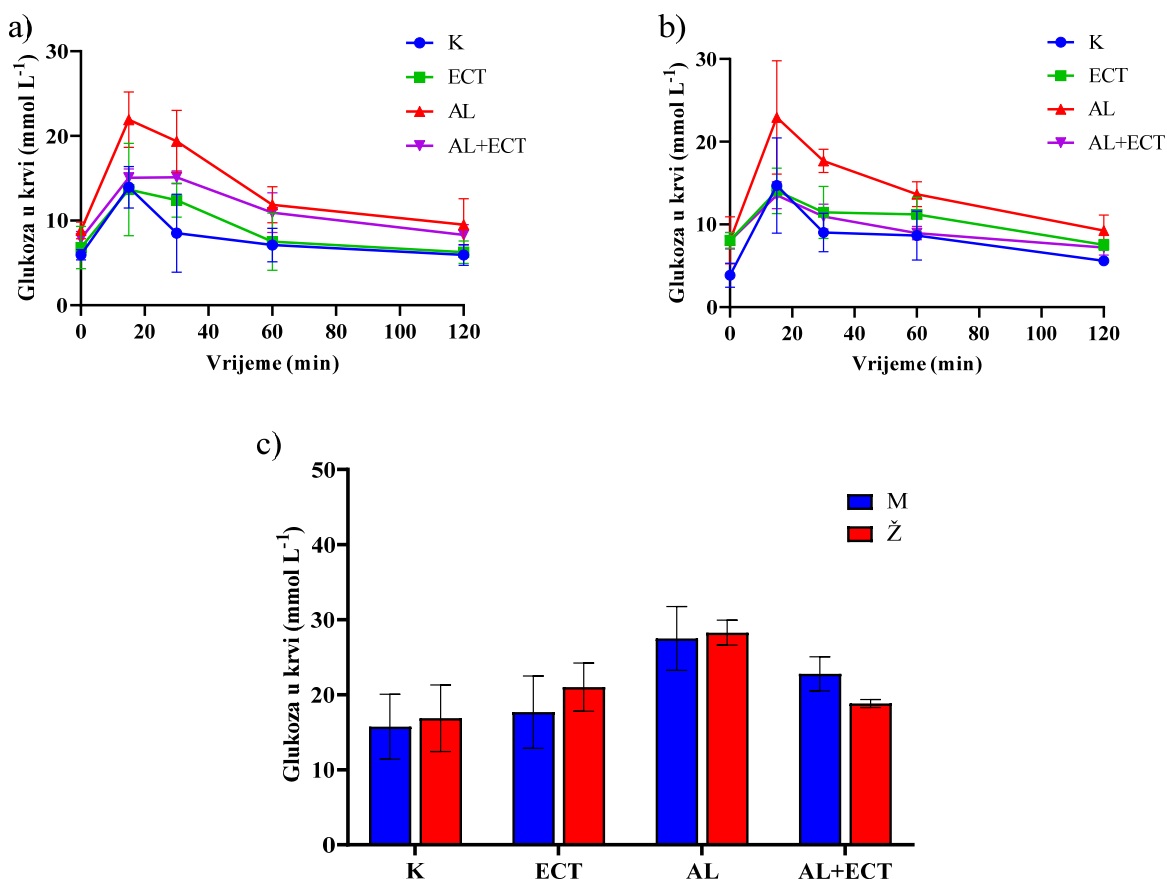 a)
Glukoza u krvi (mmol L⁻¹)
30
20
10
0
0 20 40 60 80 100 120
Vrijeme (min)
K
ECT
AL
AL+ECT
b)
Glukoza u krvi (mmol L⁻¹)
30
20
10
0
0 20 40 60 80 100 120
Vrijeme (min)
K
ECT
AL
AL+ECT
c)
Glukoza u krvi (mmol L⁻¹)
50
40
30
20
10
0
K ECT AL AL+ECT
M
Ž